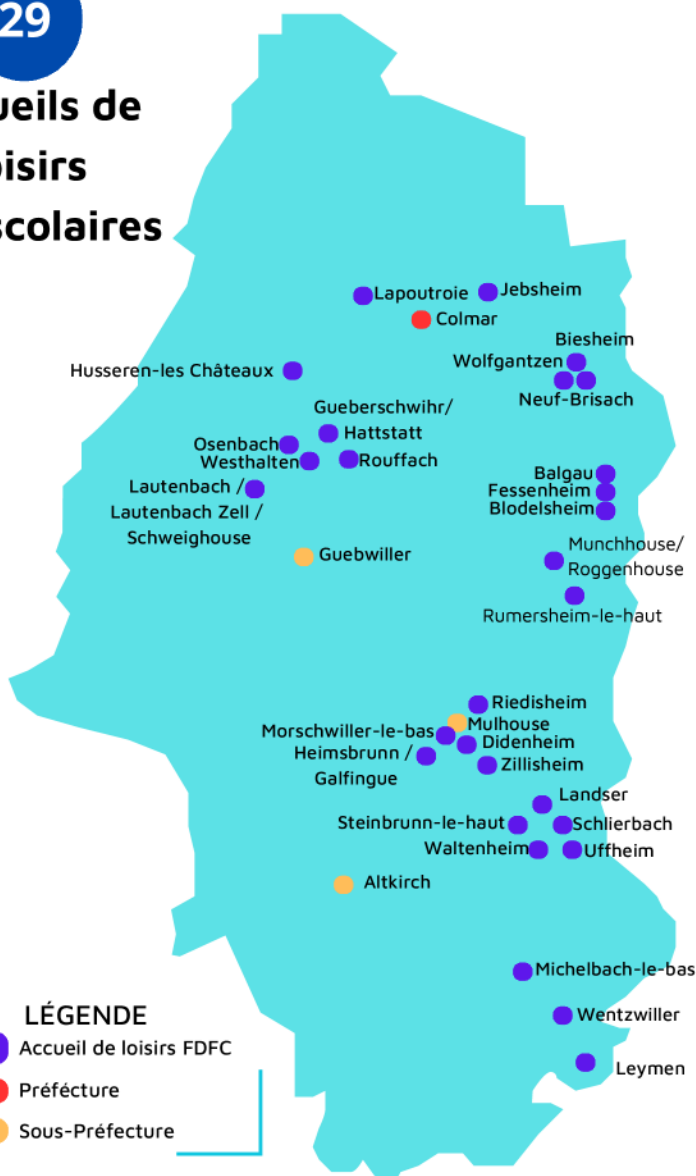 29
ueils de
oisirs
scolaires
Lapoutroie
Jebsheim
Colmar
Biesheim
Wolfgantzen
Husseren-les Châteaux
Neuf-Brisach
Gueberschwihr/
Hattstatt
Osenbach
Westhalten
Rouffach
Balgau
Fessenheim
Blodelsheim
Lautenbach /
Lautenbach Zell /
Schweighouse
Guebwiller
Munchhouse/
Roggenhouse
Rumersheim-le-haut
Riedisheim
Mulhouse
Morschwiller-le-bas
Didenheim
Heimsbrunn /
Galfingue
Zillisheim
Landser
Steinbrunn-le-haut
Schlierbach
Waltenheim
Uffheim
Altkirch
Michelbach-le-bas
Wentzwiller
Leymen
LÉGENDE
Accueil de loisirs FDFC
Préfécture
Sous-Préfecture